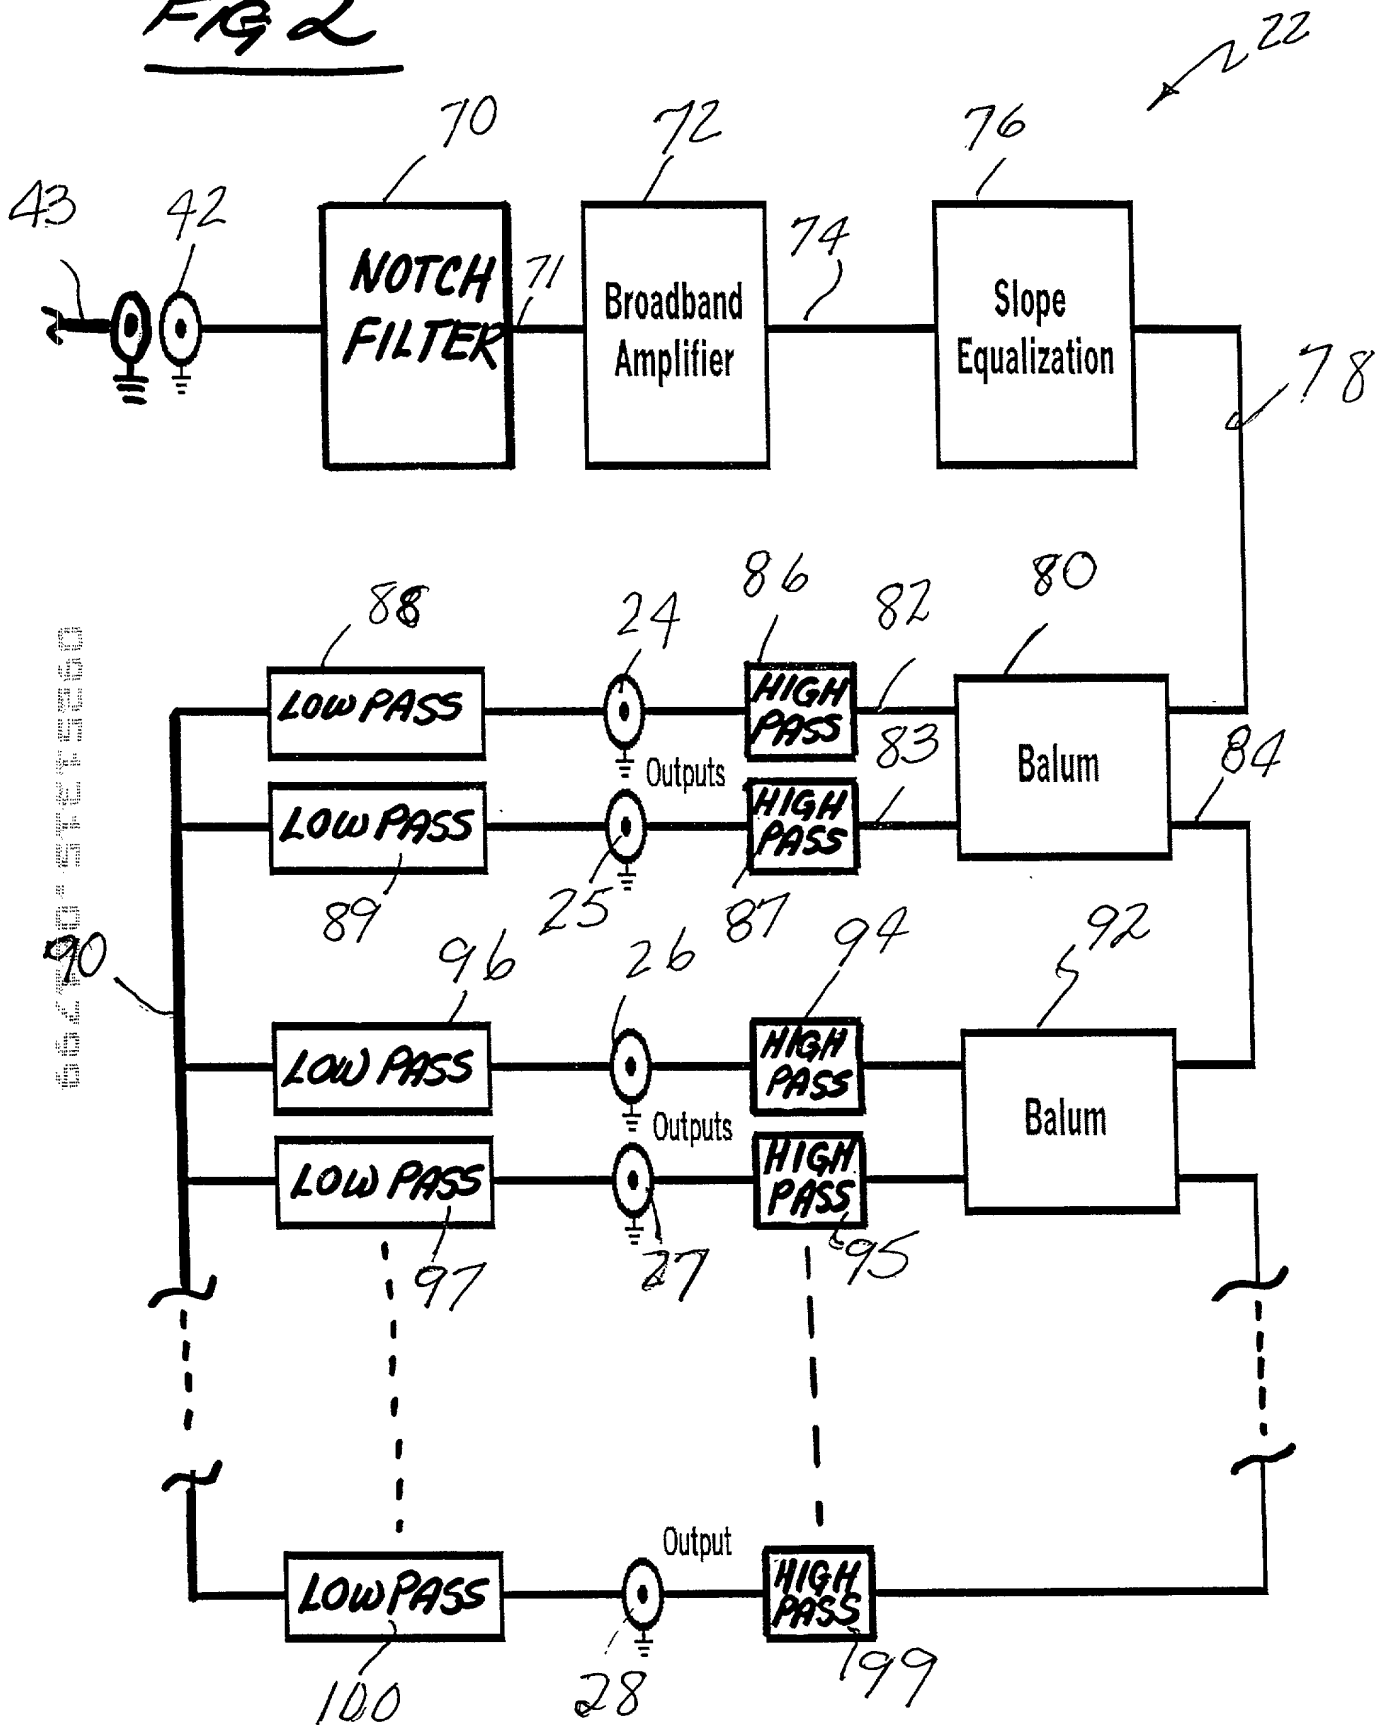 FIG 2
22
70
72
76
43
42
71
74
NOTCH
FILTER
Broadband
Amplifier
Slope
Equalization
78
88
24
86
82
80
LOW PASS
HIGH
PASS
Outputs
83
Balum
84
LOW PASS
HIGH
PASS
89
25
87
94
92
90
96
26
LOW PASS
HIGH
PASS
Outputs
Balum
LOW PASS
HIGH
PASS
97
27
95
Output
LOW PASS
HIGH
PASS
100
28
99